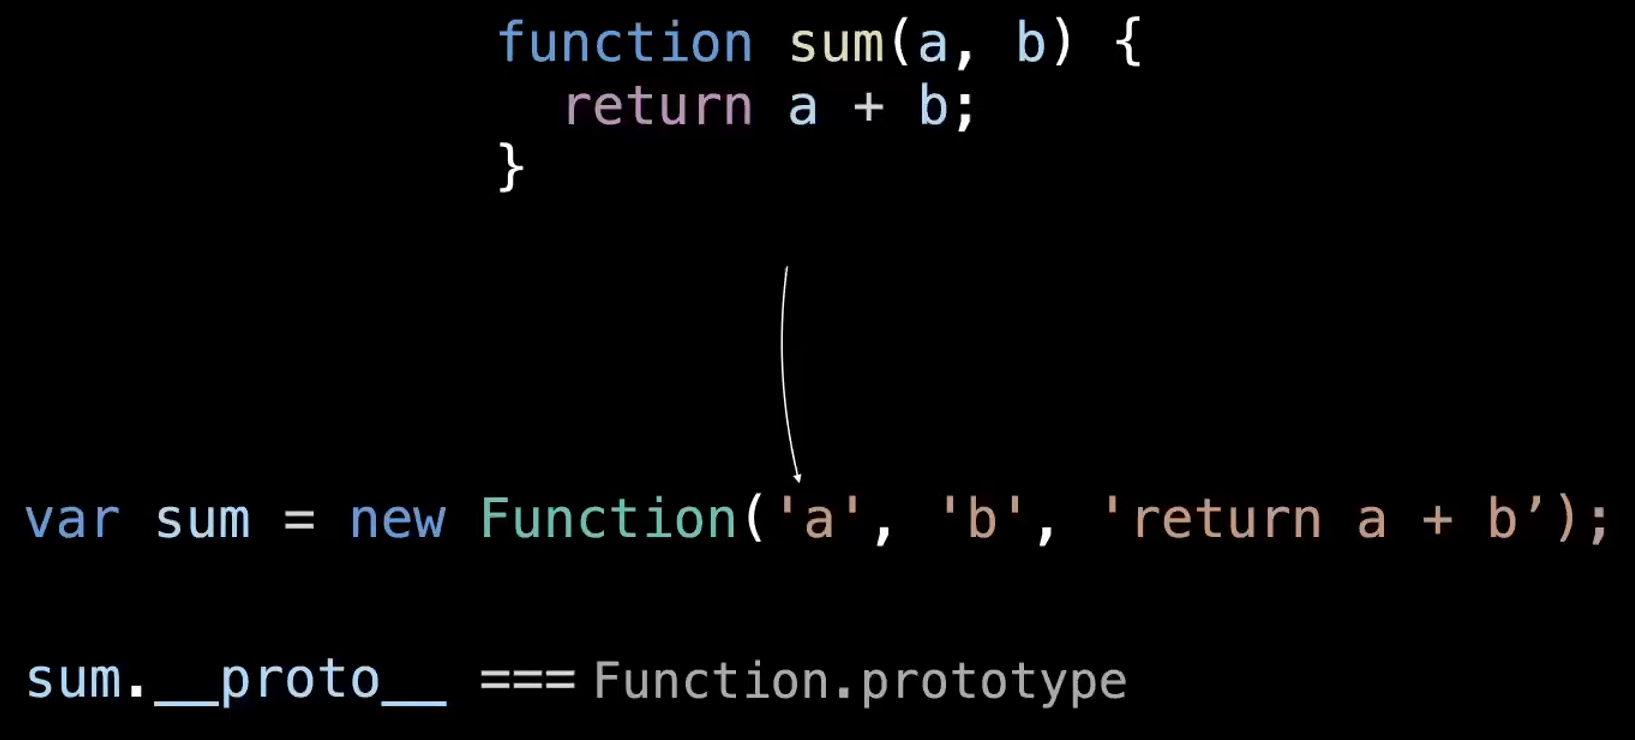 function sum(a, b) {
  return a + b;
}
var sum = new Function('a', 'b', 'return a + b’);
sum.__proto__ === Function.prototype